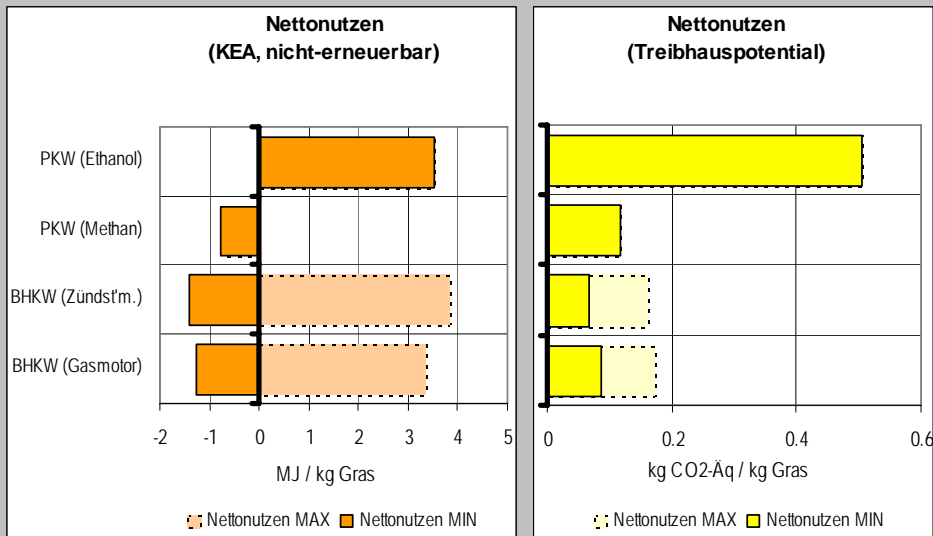 Nettonutzen
(KEA, nicht-erneuerbar)
PKW (Ethanol)
PKW (Methan)
BHKW (Zündst'm.)
BHKW (Gasmotor)
-2 -1 0 1 2 3 4 5
MJ / kg Gras
Nettonutzen MAX Nettonutzen MIN
Nettonutzen
(Treibhauspotential)
0 0.2 0.4 0.6
kg CO2-Äq / kg Gras
Nettonutzen MAX Nettonutzen MIN